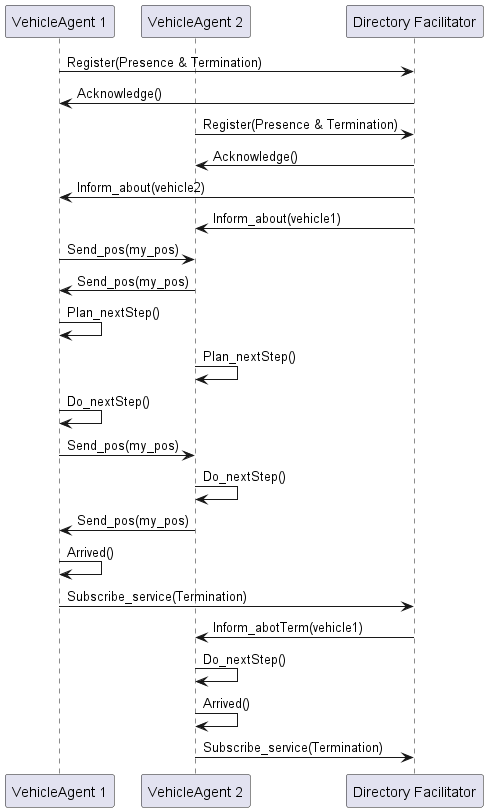 VehicleAgent 1
VehicleAgent 2
Directory Facilitator
Register(Presence & Termination)
Acknowledge()
Register(Presence & Termination)
Acknowledge()
Inform_about(vehicle2)
Inform_about(vehicle1)
Send_pos(my_pos)
Send_pos(my_pos)
Plan_nextStep()
Plan_nextStep()
Do_nextStep()
Send_pos(my_pos)
Do_nextStep()
Send_pos(my_pos)
Arrived()
Subscribe_service(Termination)
Inform_abotTerm(vehicle1)
Do_nextStep()
Arrived()
Subscribe_service(Termination)
VehicleAgent 1
VehicleAgent 2
Directory Facilitator